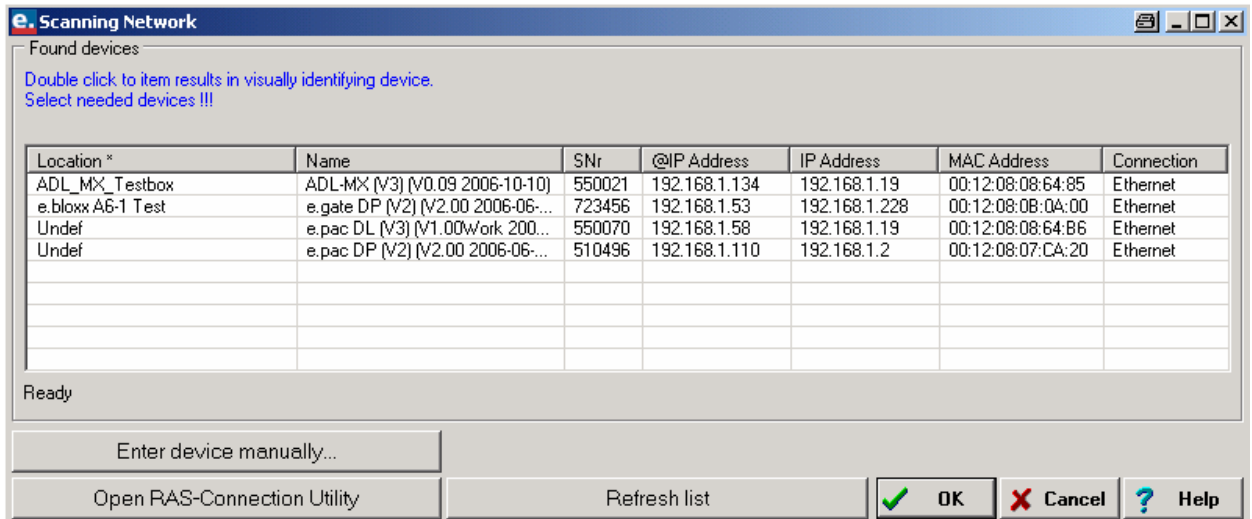 e. Scanning Network
Found devices
Double click to item results in visually identifying device.
Select needed devices !!!
Location * Name SNr @IP Address IP Address MAC Address Connection
ADL_MX_Testbox ADL-MX (V3) (V0.09 2006-10-10) 550021 192.168.1.134 192.168.1.19 00:12:08:08:64:85 Ethernet
e.bloxx A6-1 Test e.gate DP (V2) (V2.00 2006-06-... 723456 192.168.1.53 192.168.1.228 00:12:08:0B:0A:00 Ethernet
Undef e.pac DL (V3) (V1.00Work 200... 550070 192.168.1.58 192.168.1.19 00:12:08:08:64:B6 Ethernet
Undef e.pac DP (V2) (V2.00 2006-06-... 510496 192.168.1.110 192.168.1.2 00:12:08:07:CA:20 Ethernet
Ready
Enter device manually...
Open RAS-Connection Utility Refresh list OK Cancel ? Help